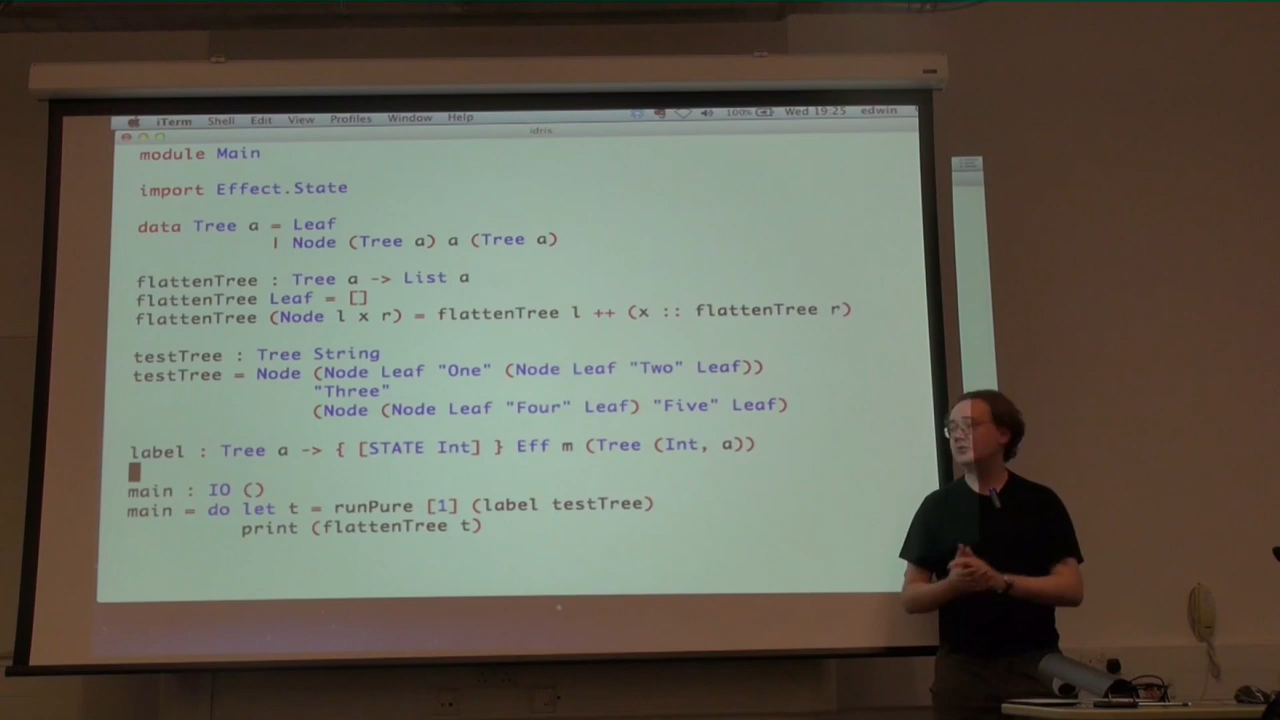 iTerm Shell Edit View Profiles Window Help 100% Wed 19:25 edwin
idris
module Main
import Effect.State
data Tree a = Leaf
| Node (Tree a) a (Tree a)
flattenTree : Tree a -> List a
flattenTree Leaf = []
flattenTree (Node l x r) = flattenTree l ++ (x :: flattenTree r)
testTree : Tree String
testTree = Node (Node Leaf "One" (Node Leaf "Two" Leaf))
"Three"
(Node (Node Leaf "Four" Leaf) "Five" Leaf)
label : Tree a -> { [STATE Int] } Eff m (Tree (Int, a))
main : IO ()
main = do let t = runPure [1] (label testTree)
print (flattenTree t)